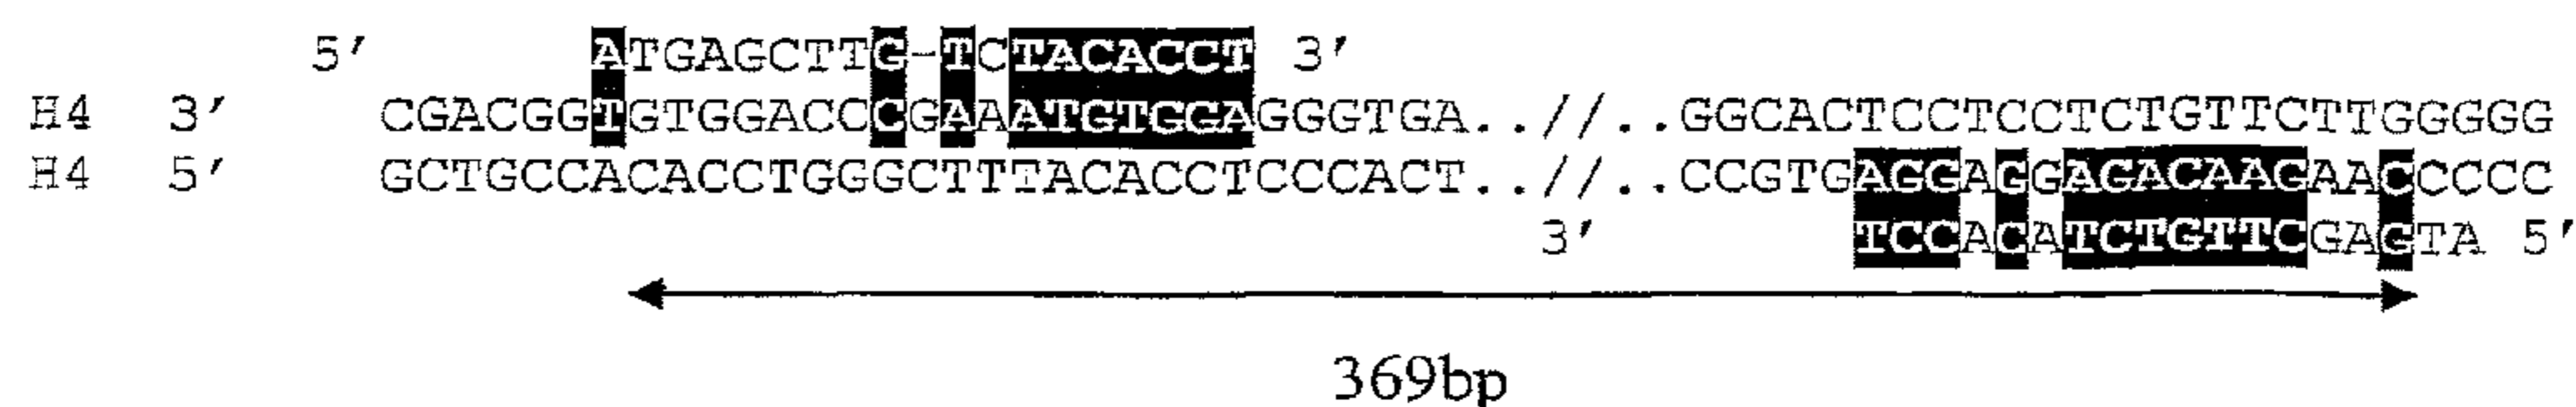 5′ ATGAGCTTG-TCTACACCT 3′
H4 3′ CGACGGTGTGGACCCGAAATGTGGAGGGTGA..//..GGCACTCCTCCTCTGTTCTTGGGGG
H4 5′ GCTGCCACACCTGGGCTTTACACCTCCCACT..//..CCGTGAGGAGGAGACAAGAACCCCC
3′ TCCACATCTGTTCGAGTA 5′
369bp